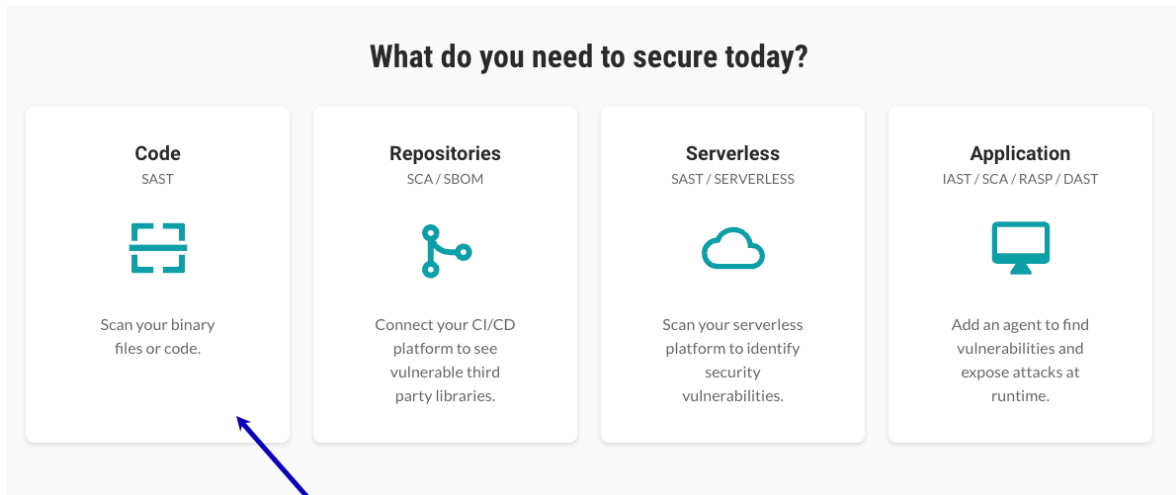 What do you need to secure today?
Code
SAST
Scan your binary
files or code.
Repositories
SCA / SBOM
Connect your CI/CD
platform to see
vulnerable third
party libraries.
Serverless
SAST / SERVERLESS
Scan your serverless
platform to identify
security
vulnerabilities.
Application
IAST / SCA / RASP / DAST
Add an agent to find
vulnerabilities and
expose attacks at
runtime.